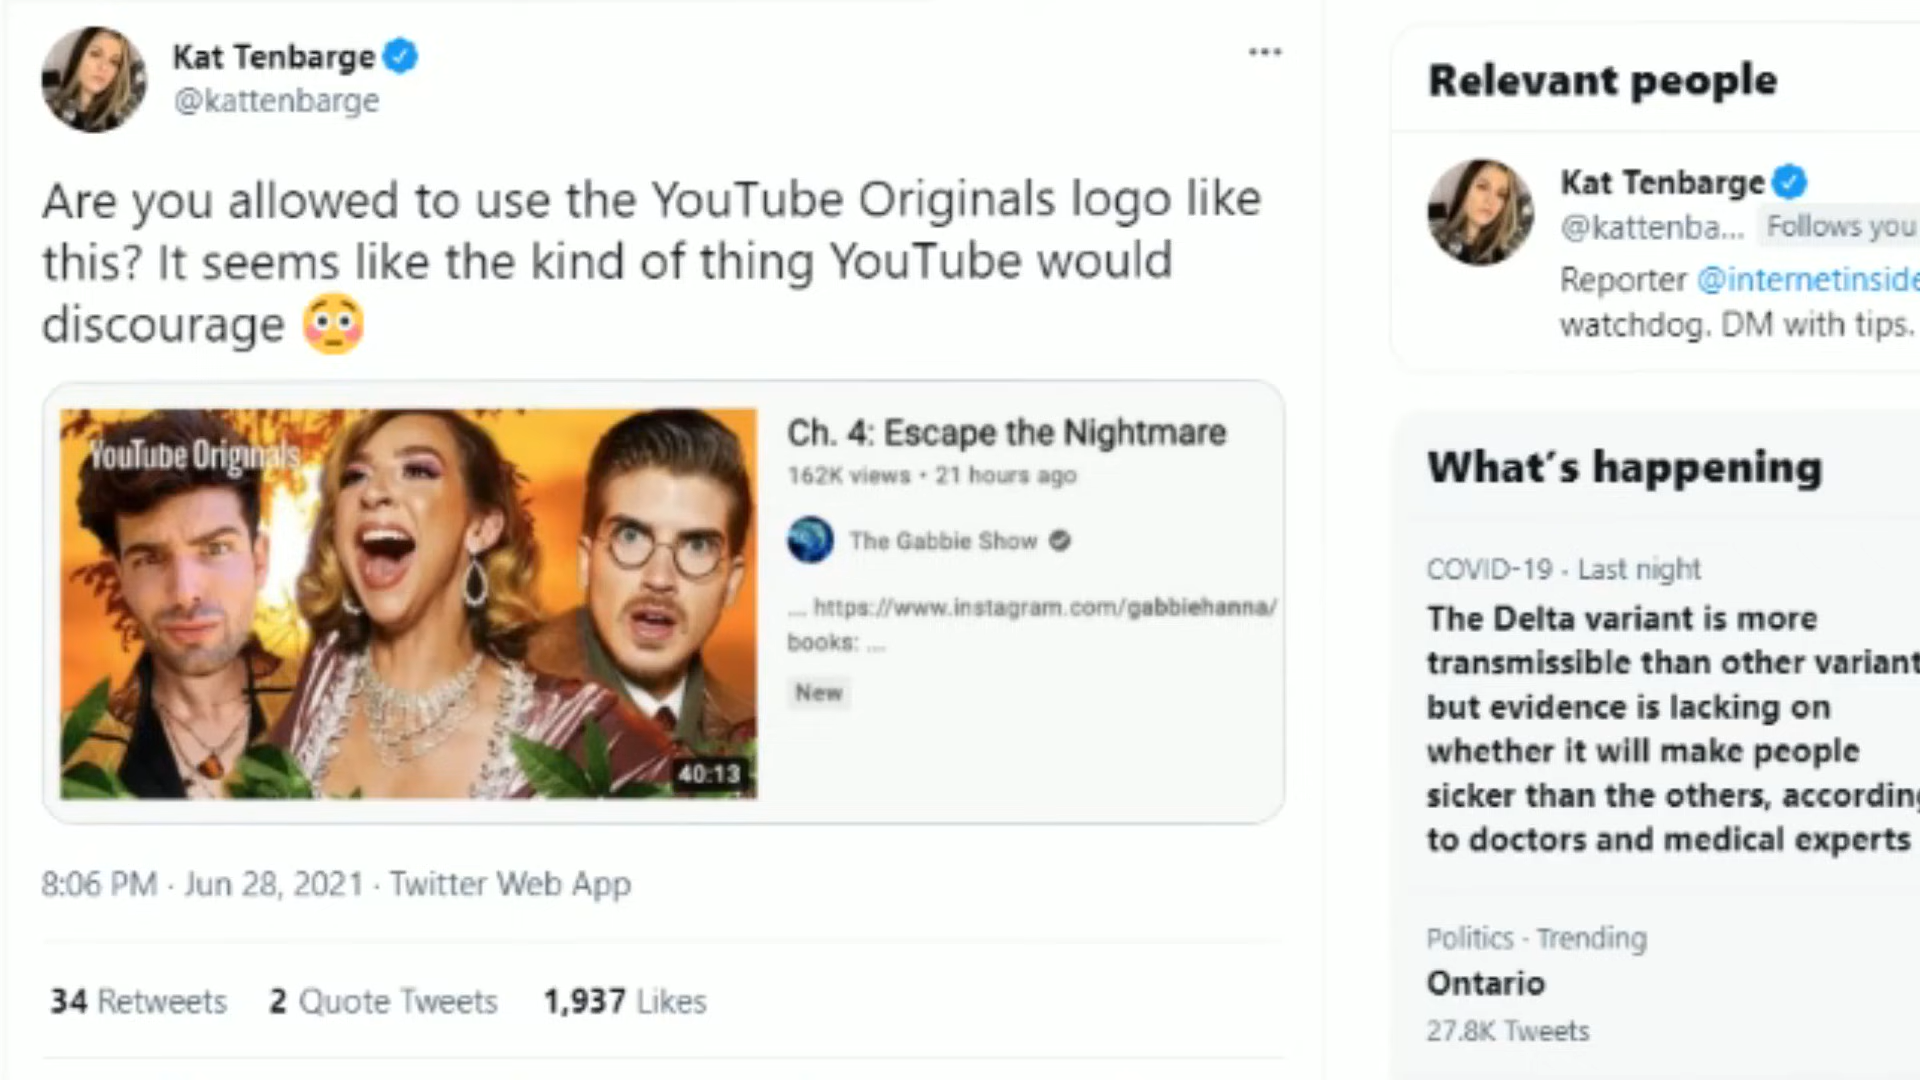 Kat Tenbarge
@kattenbarge
Are you allowed to use the YouTube Originals logo like
this? It seems like the kind of thing YouTube would
discourage 😳
YouTube Originals
40:13
Ch. 4: Escape the Nightmare
162K views • 21 hours ago
The Gabbie Show
... https://www.instagram.com/gabbiehanna/
books: ...
New
8:06 PM · Jun 28, 2021 · Twitter Web App
34 Retweets 2 Quote Tweets 1,937 Likes
Relevant people
Kat Tenbarge
@kattenba... Follows you
Reporter @internetinside
watchdog. DM with tips.
What's happening
COVID-19 · Last night
The Delta variant is more
transmissible than other variant
but evidence is lacking on
whether it will make people
sicker than the others, according
to doctors and medical experts
Politics · Trending
Ontario
27.8K Tweets